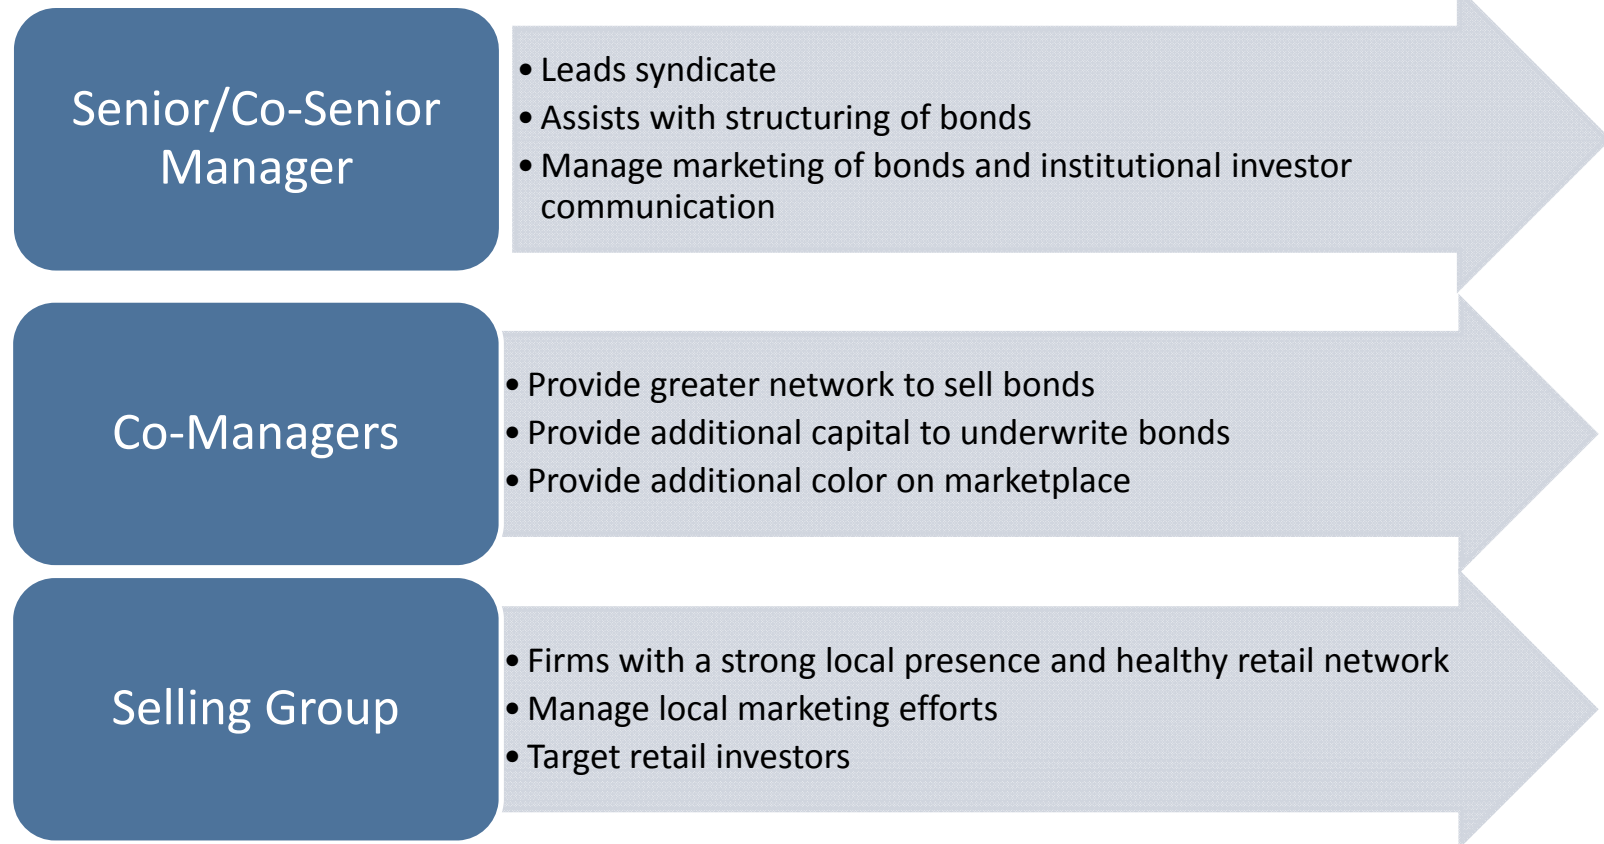 Senior/Co-Senior
Manager
• Leads syndicate
• Assists with structuring of bonds
• Manage marketing of bonds and institutional investor
communication
Co-Managers
• Provide greater network to sell bonds
• Provide additional capital to underwrite bonds
• Provide additional color on marketplace
Selling Group
• Firms with a strong local presence and healthy retail network
• Manage local marketing efforts
• Target retail investors